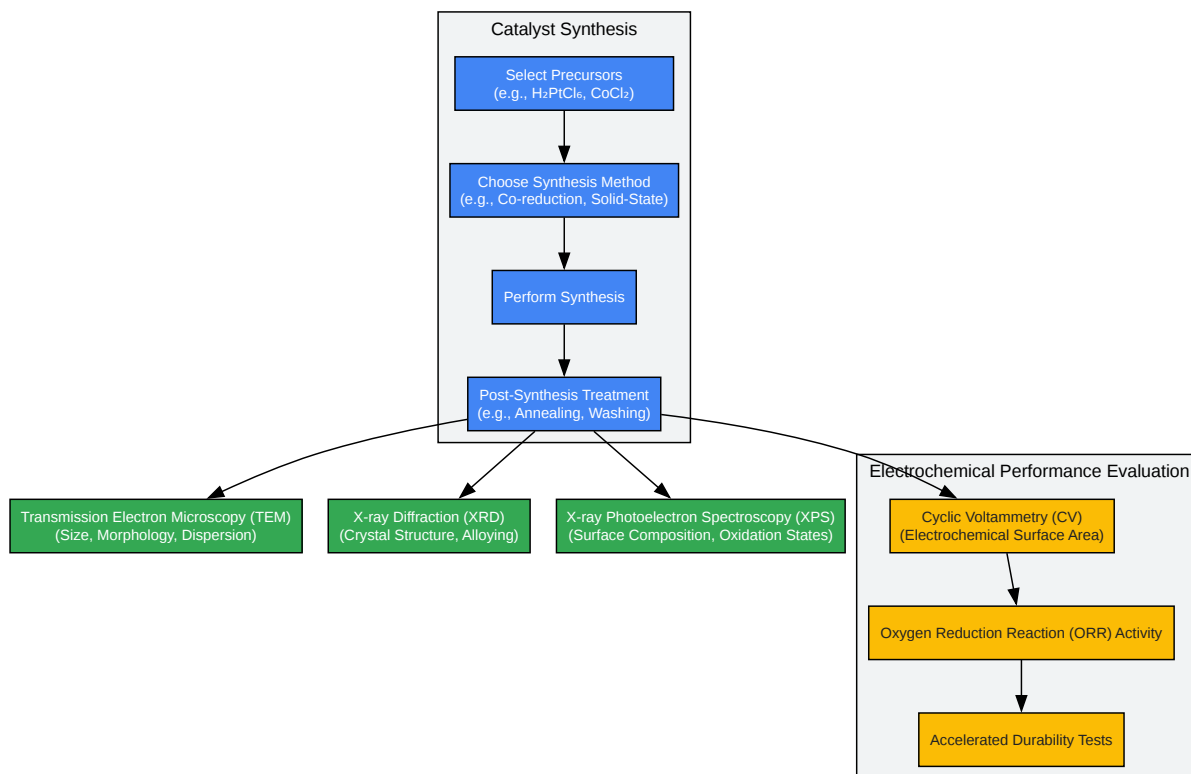 Catalyst Synthesis
Select Precursors
(e.g., H₂PtCl₆, CoCl₂)
Choose Synthesis Method
(e.g., Co-reduction, Solid-State)
Perform Synthesis
Post-Synthesis Treatment
(e.g., Annealing, Washing)
Transmission Electron Microscopy (TEM)
(Size, Morphology, Dispersion)
X-ray Diffraction (XRD)
(Crystal Structure, Alloying)
X-ray Photoelectron Spectroscopy (XPS)
(Surface Composition, Oxidation States)
Electrochemical Performance Evaluation
Cyclic Voltammetry (CV)
(Electrochemical Surface Area)
Oxygen Reduction Reaction (ORR) Activity
Accelerated Durability Tests